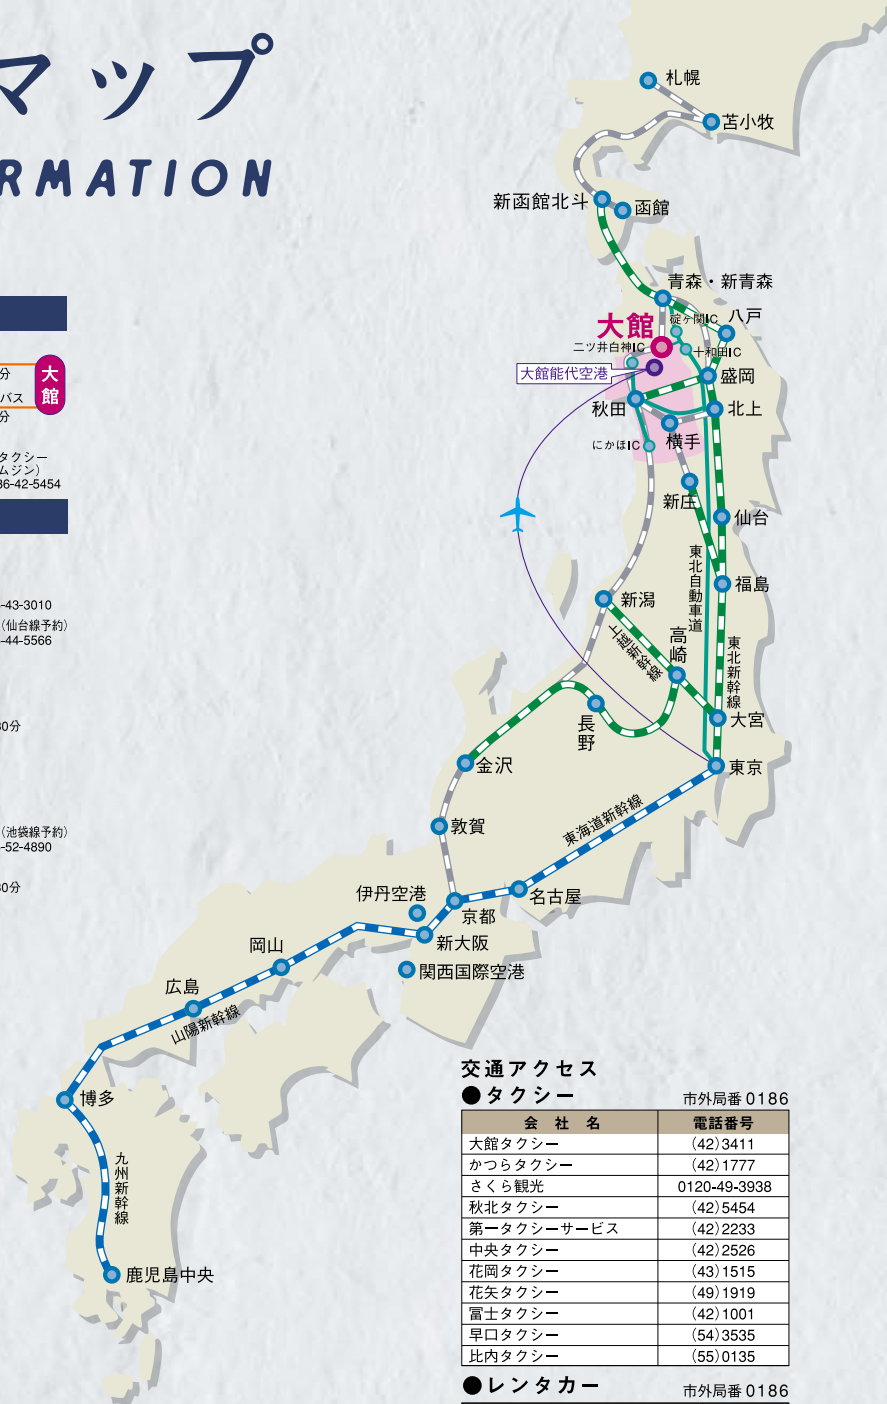 マップ
RMATION
分
大館
バス
分
タクシー
ムジン）
36-42-5454
-43-3010
（仙台線予約）
-44-5566
30分
（池袋線予約）
-52-4890
30分
札幌
苫小牧
新函館北斗
函館
青森・新青森
大館
碇ヶ関IC
八戸
二ツ井白神IC
十和田IC
大館能代空港
盛岡
秋田
北上
横手
にかほIC
新庄
仙台
東北自動車道
福島
新潟
高崎
上越新幹線
東北新幹線
長野
大宮
金沢
東京
東海道新幹線
敦賀
伊丹空港
名古屋
京都
新大阪
岡山
関西国際空港
広島
山陽新幹線
博多
九州新幹線
鹿児島中央
交通アクセス
●タクシー 市外局番 0186
会社名 電話番号
大館タクシー (42)3411
かつらタクシー (42)1777
さくら観光 0120-49-3938
秋北タクシー (42)5454
第一タクシーサービス (42)2233
中央タクシー (42)2526
花岡タクシー (43)1515
花矢タクシー (49)1919
冨士タクシー (42)1001
早口タクシー (54)3535
比内タクシー (55)0135
●レンタカー 市外局番 0186